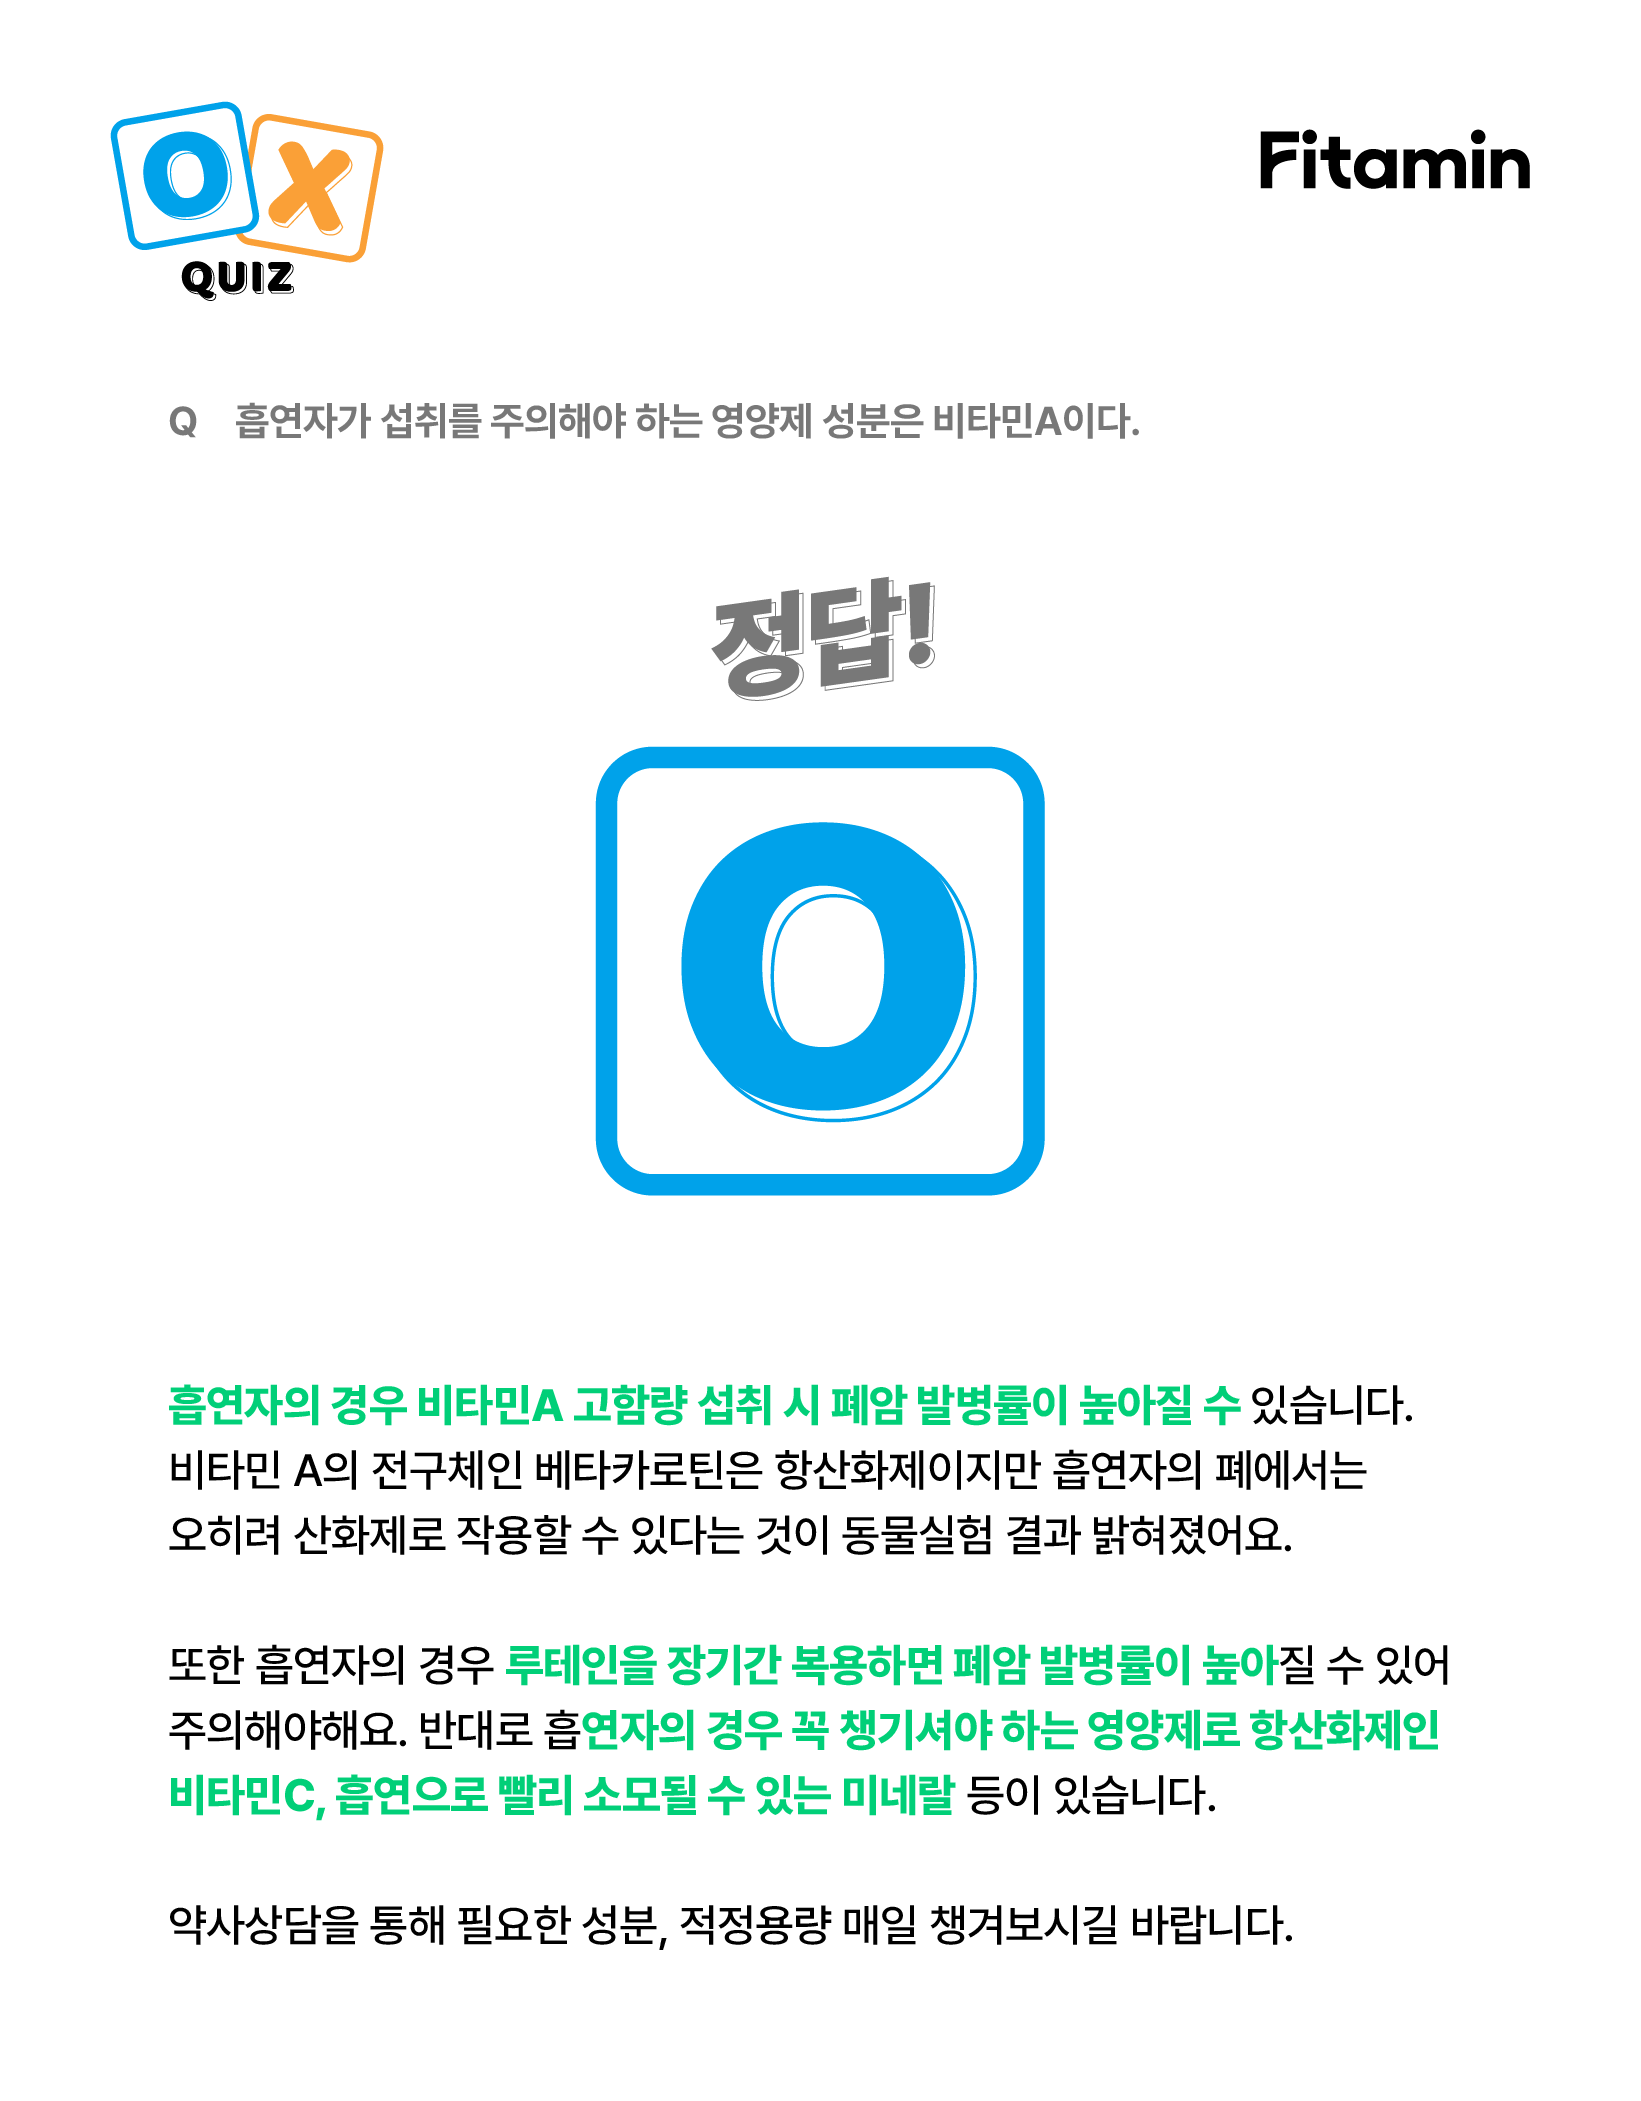 O X
QUIZ
Fitamin
Q 흡연자가 섭취를 주의해야 하는 영양제 성분은 비타민A이다.
정답!
O
흡연자의 경우 비타민A 고함량 섭취 시 폐암 발병률이 높아질 수 있습니다.
비타민 A의 전구체인 베타카로틴은 항산화제이지만 흡연자의 폐에서는
오히려 산화제로 작용할 수 있다는 것이 동물실험 결과 밝혀졌어요.
또한 흡연자의 경우 루테인을 장기간 복용하면 폐암 발병률이 높아질 수 있어
주의해야해요. 반대로 흡연자의 경우 꼭 챙기셔야 하는 영양제로 항산화제인
비타민C, 흡연으로 빨리 소모될 수 있는 미네랄 등이 있습니다.
약사상담을 통해 필요한 성분, 적정용량 매일 챙겨보시길 바랍니다.